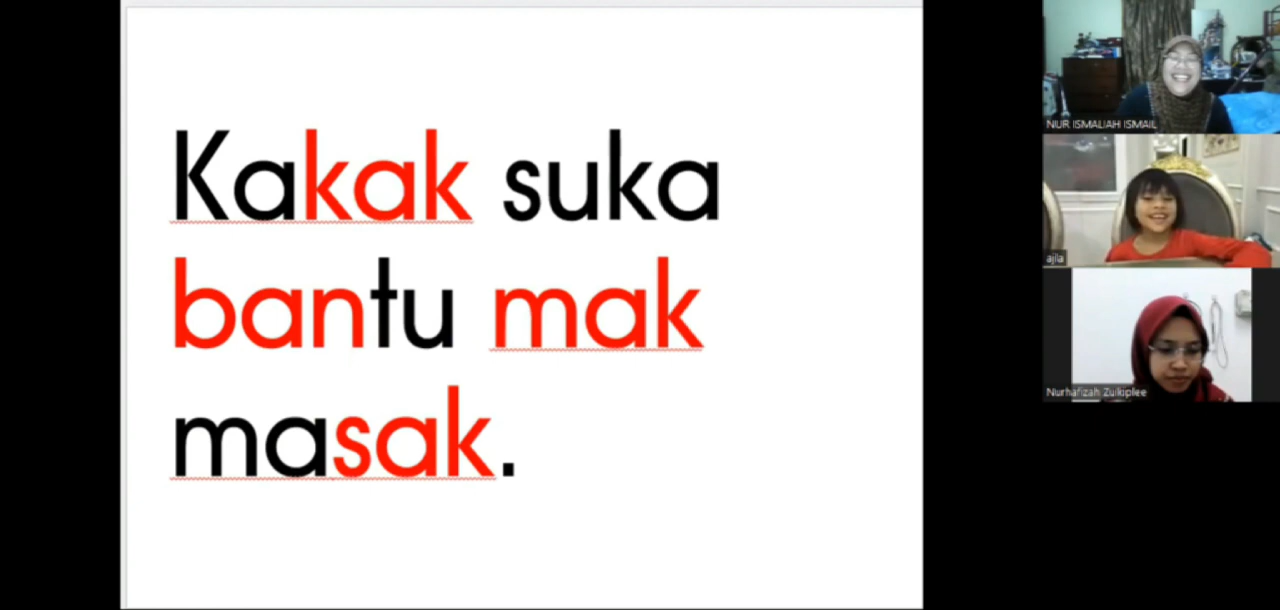 Kakak suka
bantu mak
masak.
NUR ISMALIAH ISMAIL
ajla
Nurhafizah Zulkiplee